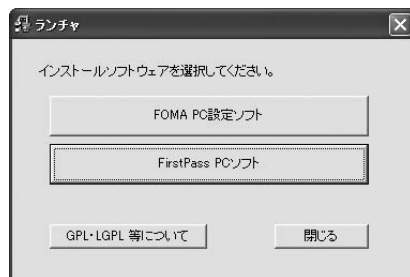 ランチャ
インストールソフトウェアを選択してください。
FOMA PC設定ソフト
FirstPass PCソフト
GPL・LGPL 等について
閉じる